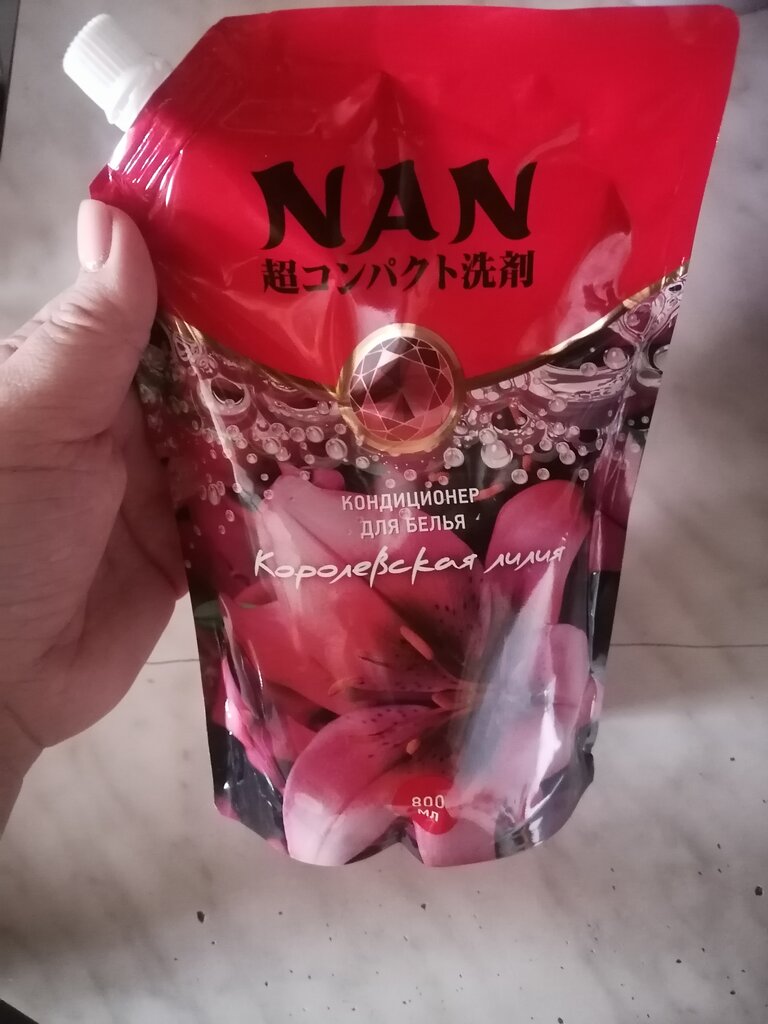 NAN
超コンパクト洗剤
КОНДИЦИОНЕР
ДЛЯ БЕЛЬЯ
Королевская лилия
800
МЛ